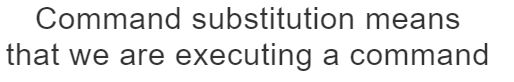 Command substitution means
that we are executing a command